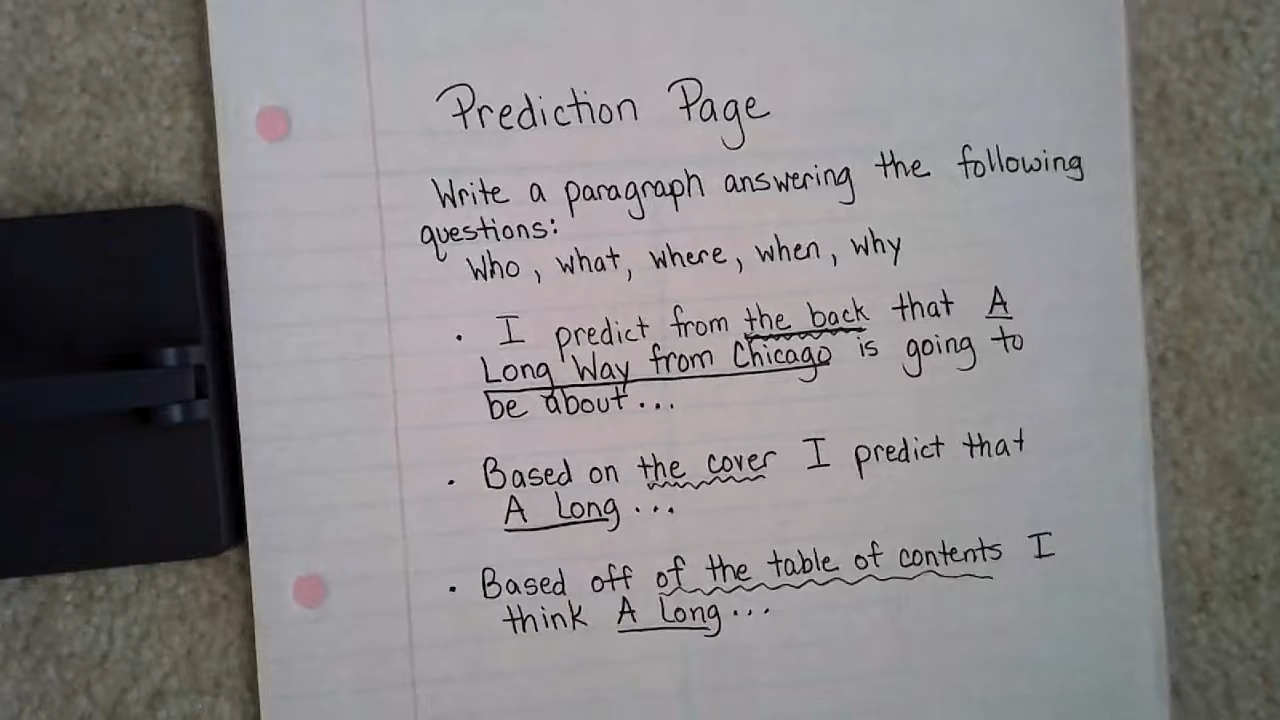 Prediction Page
Write a paragraph answering the following
questions:
Who, what, where, when, why
· I predict from the back that A
Long Way from Chicago is going to
be about...
· Based on the cover I predict that
A Long...
· Based off of the table of contents I
think A Long...